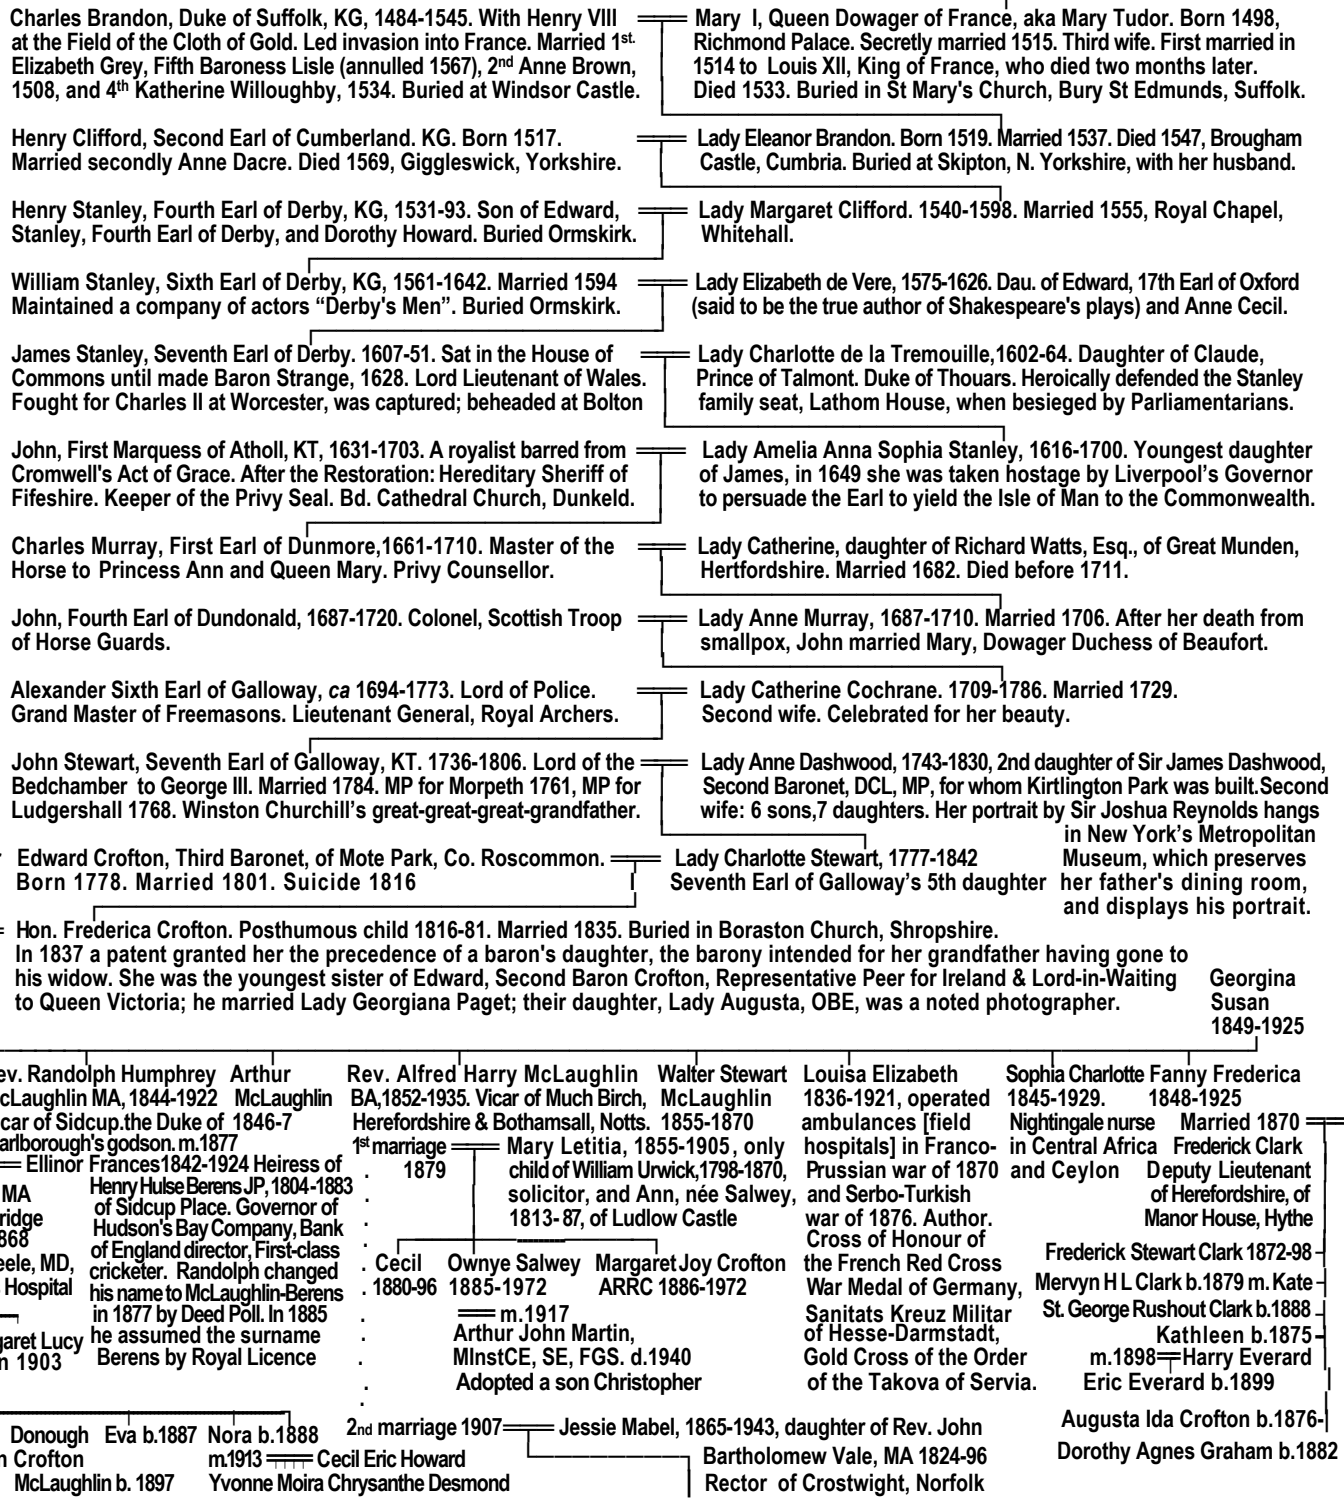 Charles Brandon, Duke of Suffolk, KG, 1484-1545. With Henry VIII
at the Field of the Cloth of Gold. Led invasion into France. Married 1st.
Elizabeth Grey, Fifth Baroness Lisle (annulled 1567), 2nd Anne Brown,
1508, and 4th Katherine Willoughby, 1534. Buried at Windsor Castle.
Mary I, Queen Dowager of France, aka Mary Tudor. Born 1498,
Richmond Palace. Secretly married 1515. Third wife. First married in
1514 to Louis XII, King of France, who died two months later.
Died 1533. Buried in St Mary's Church, Bury St Edmunds, Suffolk.
Henry Clifford, Second Earl of Cumberland. KG. Born 1517.
Married secondly Anne Dacre. Died 1569, Giggleswick, Yorkshire.
Lady Eleanor Brandon. Born 1519. Married 1537. Died 1547, Brougham
Castle, Cumbria. Buried at Skipton, N. Yorkshire, with her husband.
Henry Stanley, Fourth Earl of Derby, KG, 1531-93. Son of Edward,
Stanley, Fourth Earl of Derby, and Dorothy Howard. Buried Ormskirk.
Lady Margaret Clifford. 1540-1598. Married 1555, Royal Chapel,
Whitehall.
William Stanley, Sixth Earl of Derby, KG, 1561-1642. Married 1594
Maintained a company of actors “Derby's Men”. Buried Ormskirk.
Lady Elizabeth de Vere, 1575-1626. Dau. of Edward, 17th Earl of Oxford
(said to be the true author of Shakespeare's plays) and Anne Cecil.
James Stanley, Seventh Earl of Derby. 1607-51. Sat in the House of
Commons until made Baron Strange, 1628. Lord Lieutenant of Wales.
Fought for Charles II at Worcester, was captured; beheaded at Bolton
Lady Charlotte de la Tremouille,1602-64. Daughter of Claude,
Prince of Talmont. Duke of Thouars. Heroically defended the Stanley
family seat, Lathom House, when besieged by Parliamentarians.
John, First Marquess of Atholl, KT, 1631-1703. A royalist barred from
Cromwell's Act of Grace. After the Restoration: Hereditary Sheriff of
Fifeshire. Keeper of the Privy Seal. Bd. Cathedral Church, Dunkeld.
Lady Amelia Anna Sophia Stanley, 1616-1700. Youngest daughter
of James, in 1649 she was taken hostage by Liverpool’s Governor
to persuade the Earl to yield the Isle of Man to the Commonwealth.
Charles Murray, First Earl of Dunmore,1661-1710. Master of the
Horse to Princess Ann and Queen Mary. Privy Counsellor.
Lady Catherine, daughter of Richard Watts, Esq., of Great Munden,
Hertfordshire. Married 1682. Died before 1711.
John, Fourth Earl of Dundonald, 1687-1720. Colonel, Scottish Troop
of Horse Guards.
Lady Anne Murray, 1687-1710. Married 1706. After her death from
smallpox, John married Mary, Dowager Duchess of Beaufort.
Alexander Sixth Earl of Galloway, ca 1694-1773. Lord of Police.
Grand Master of Freemasons. Lieutenant General, Royal Archers.
Lady Catherine Cochrane. 1709-1786. Married 1729.
Second wife. Celebrated for her beauty.
John Stewart, Seventh Earl of Galloway, KT. 1736-1806. Lord of the
Bedchamber to George III. Married 1784. MP for Morpeth 1761, MP for
Ludgershall 1768. Winston Churchill’s great-great-great-grandfather.
Lady Anne Dashwood, 1743-1830, 2nd daughter of Sir James Dashwood,
Second Baronet, DCL, MP, for whom Kirtlington Park was built.Second
wife: 6 sons,7 daughters. Her portrait by Sir Joshua Reynolds hangs
in New York’s Metropolitan
Museum, which preserves
her father's dining room,
and displays his portrait.
Edward Crofton, Third Baronet, of Mote Park, Co. Roscommon.
Born 1778. Married 1801. Suicide 1816
Lady Charlotte Stewart, 1777-1842
Seventh Earl of Galloway’s 5th daughter
Hon. Frederica Crofton. Posthumous child 1816-81. Married 1835. Buried in Boraston Church, Shropshire.
In 1837 a patent granted her the precedence of a baron's daughter, the barony intended for her grandfather having gone to
his widow. She was the youngest sister of Edward, Second Baron Crofton, Representative Peer for Ireland & Lord-in-Waiting
to Queen Victoria; he married Lady Georgiana Paget; their daughter, Lady Augusta, OBE, was a noted photographer.
Georgina
Susan
1849-1925
ev. Randolph Humphrey
cLaughlin MA, 1844-1922
car of Sidcup.the Duke of
arlborough's godson. m.1877
Ellinor Frances1842-1924 Heiress of
Henry Hulse Berens JP, 1804-1883
of Sidcup Place. Governor of
Hudson's Bay Company, Bank
of England director, First-class
cricketer. Randolph changed
his name to McLaughlin-Berens
in 1877 by Deed Poll. In 1885
he assumed the surname
Berens by Royal Licence
MA
ridge
868
eele, MD,
Hospital
garet Lucy
n 1903
Arthur
McLaughlin
1846-7
Rev. Alfred Harry McLaughlin
BA,1852-1935. Vicar of Much Birch,
Herefordshire & Bothamsall, Notts.
1st marriage
1879
Mary Letitia, 1855-1905, only
child of William Urwick,1798-1870,
solicitor, and Ann, née Salwey,
1813-87, of Ludlow Castle
Cecil
1880-96
Ownye Salwey
1885-1972
m.1917
Arthur John Martin,
MInstCE, SE, FGS. d.1940
Adopted a son Christopher
Margaret Joy Crofton
ARRC 1886-1972
2nd marriage 1907
Jessie Mabel, 1865-1943, daughter of Rev. John
Bartholomew Vale, MA 1824-96
Rector of Crostwight, Norfolk
Walter Stewart
McLaughlin
1855-1870
Louisa Elizabeth
1836-1921, operated
ambulances [field
hospitals] in Franco-
Prussian war of 1870
and Serbo-Turkish
war of 1876. Author.
Cross of Honour of
the French Red Cross
War Medal of Germany,
Sanitats Kreuz Militar
of Hesse-Darmstadt,
Gold Cross of the Order
of the Takova of Servia.
Sophia Charlotte
1845-1929.
Nightingale nurse
in Central Africa
and Ceylon
Fanny Frederica
1848-1925
Married 1870
Frederick Clark
Deputy Lieutenant
of Herefordshire, of
Manor House, Hythe
Frederick Stewart Clark 1872-98
Mervyn H L Clark b.1879 m. Kate
St. George Rushout Clark b.1888
Kathleen b.1875
m.1898 Harry Everard
Eric Everard b.1899
Augusta Ida Crofton b.1876
Dorothy Agnes Graham b.1882
Donough
n Crofton
McLaughlin b. 1897
Eva b.1887
Nora b.1888
m.1913 Cecil Eric Howard
Yvonne Moira Chrysanthe Desmond